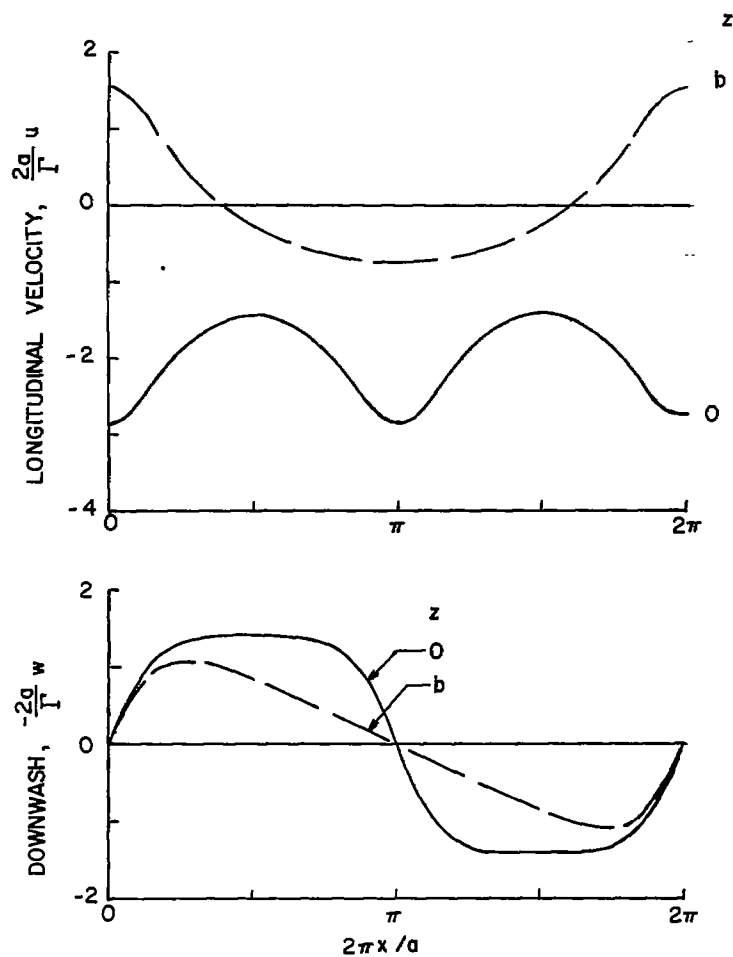 z
2
b
0
-2
0
-4
0
π
2π
LONGITUDINAL VELOCITY, 2a/Γ u
2
z
0
b
0
-2
0
π
2π
DOWNWASH, -2a/Γ w
2πx/a